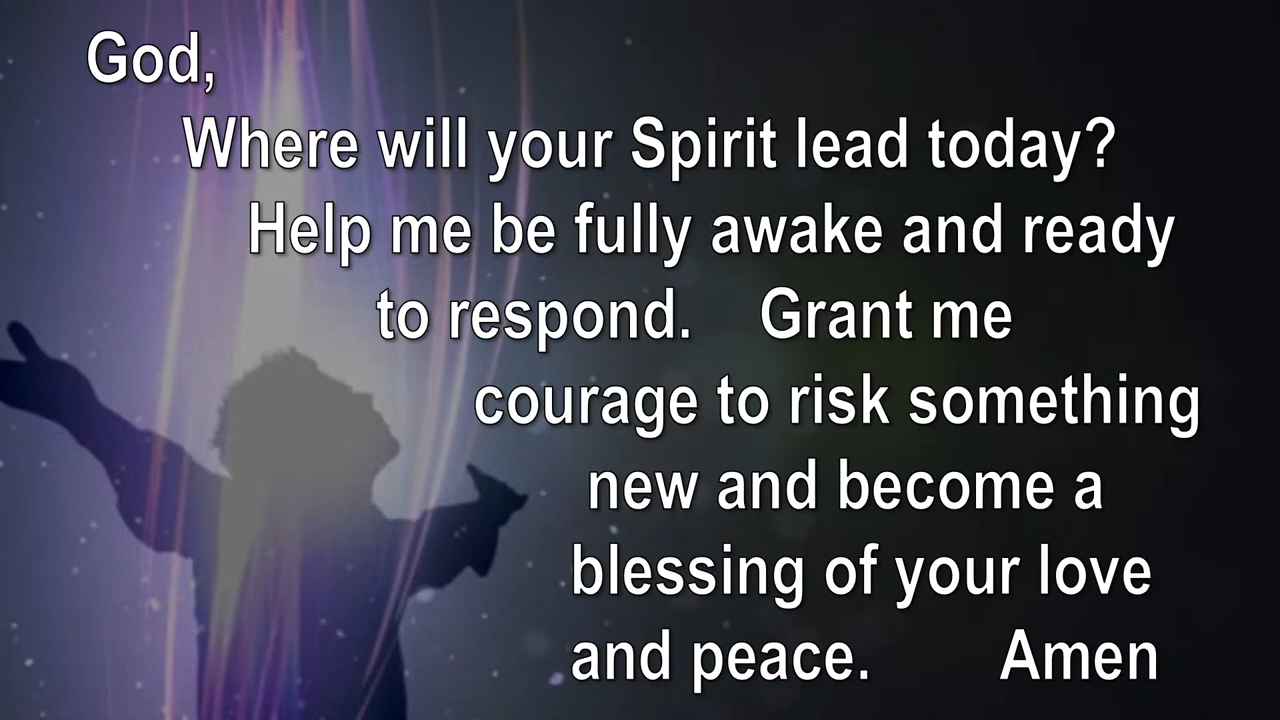 God,
Where will your Spirit lead today?
Help me be fully awake and ready
to respond. Grant me
courage to risk something
new and become a
blessing of your love
and peace. Amen